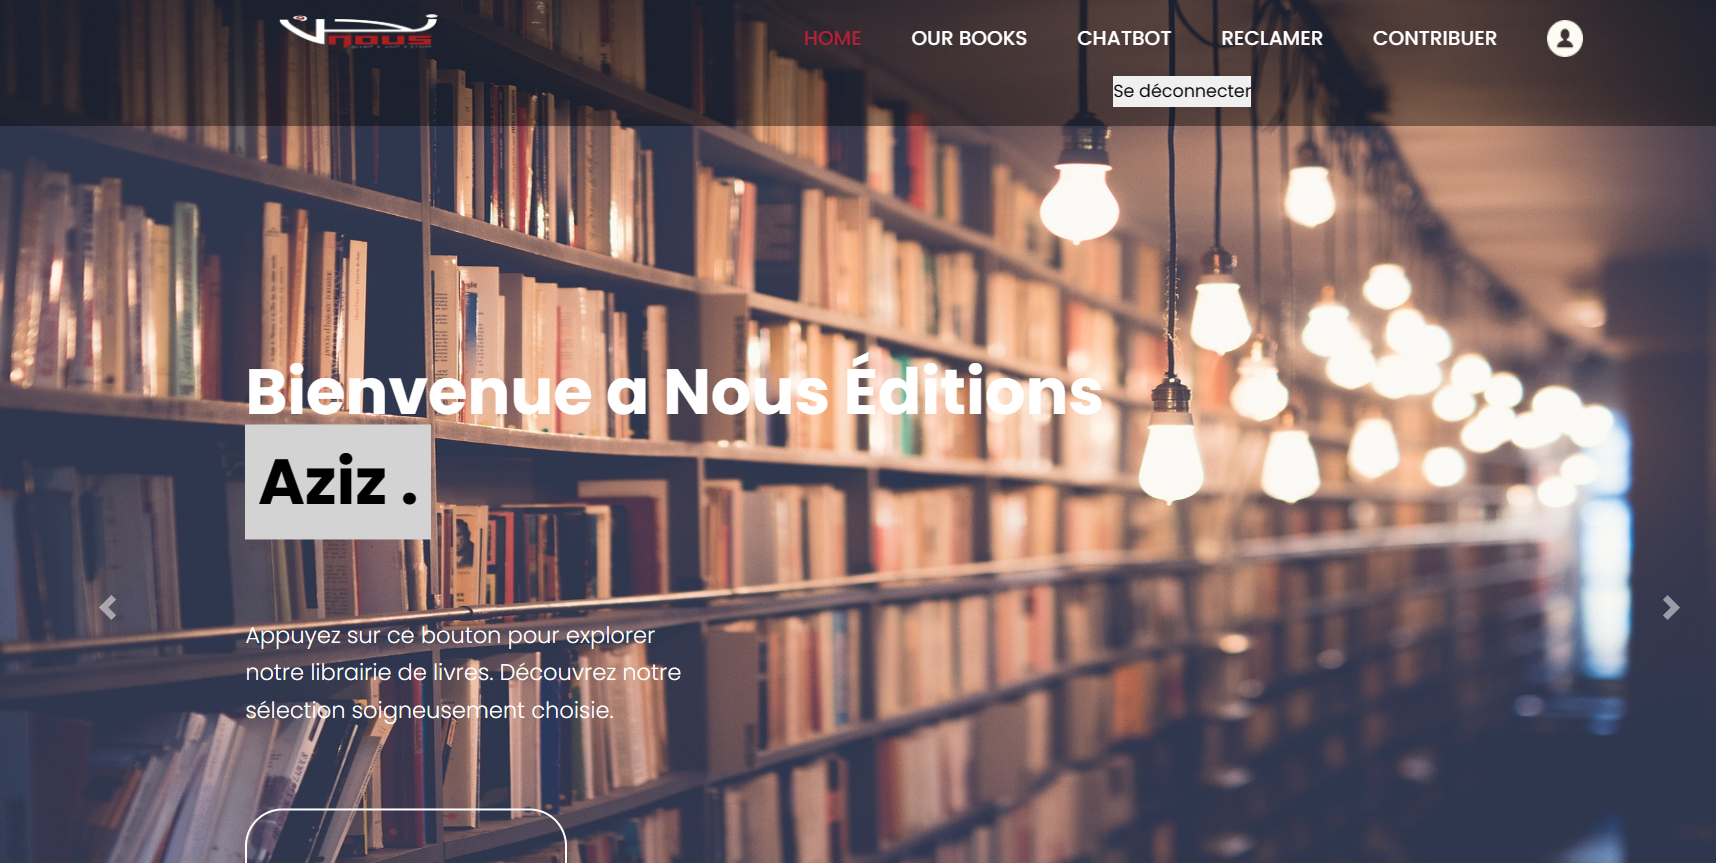 nous
HOME
OUR BOOKS
CHATBOT
RECLAMER
CONTRIBUER
Se déconnecter
Bienvenue a Nous Éditions
Aziz .
Appuyez sur ce bouton pour explorer
notre librairie de livres. Découvrez notre
sélection soigneusement choisie.